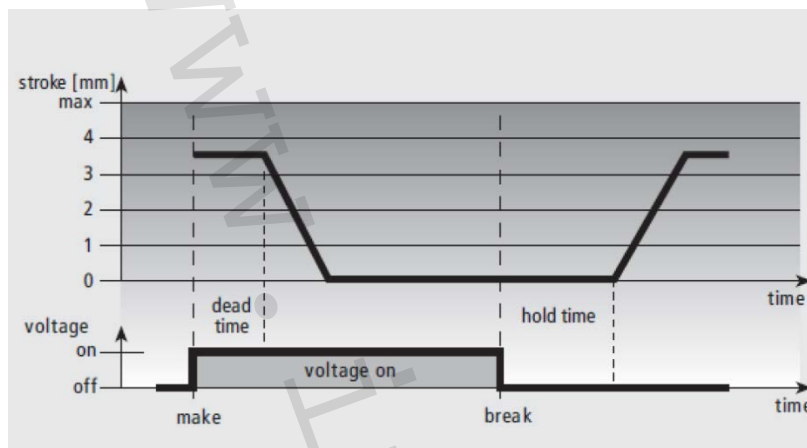 stroke [mm]
max
4
3
2
1
0
time
dead
time
hold time
voltage
on
voltage on
off
time
make
break
www.